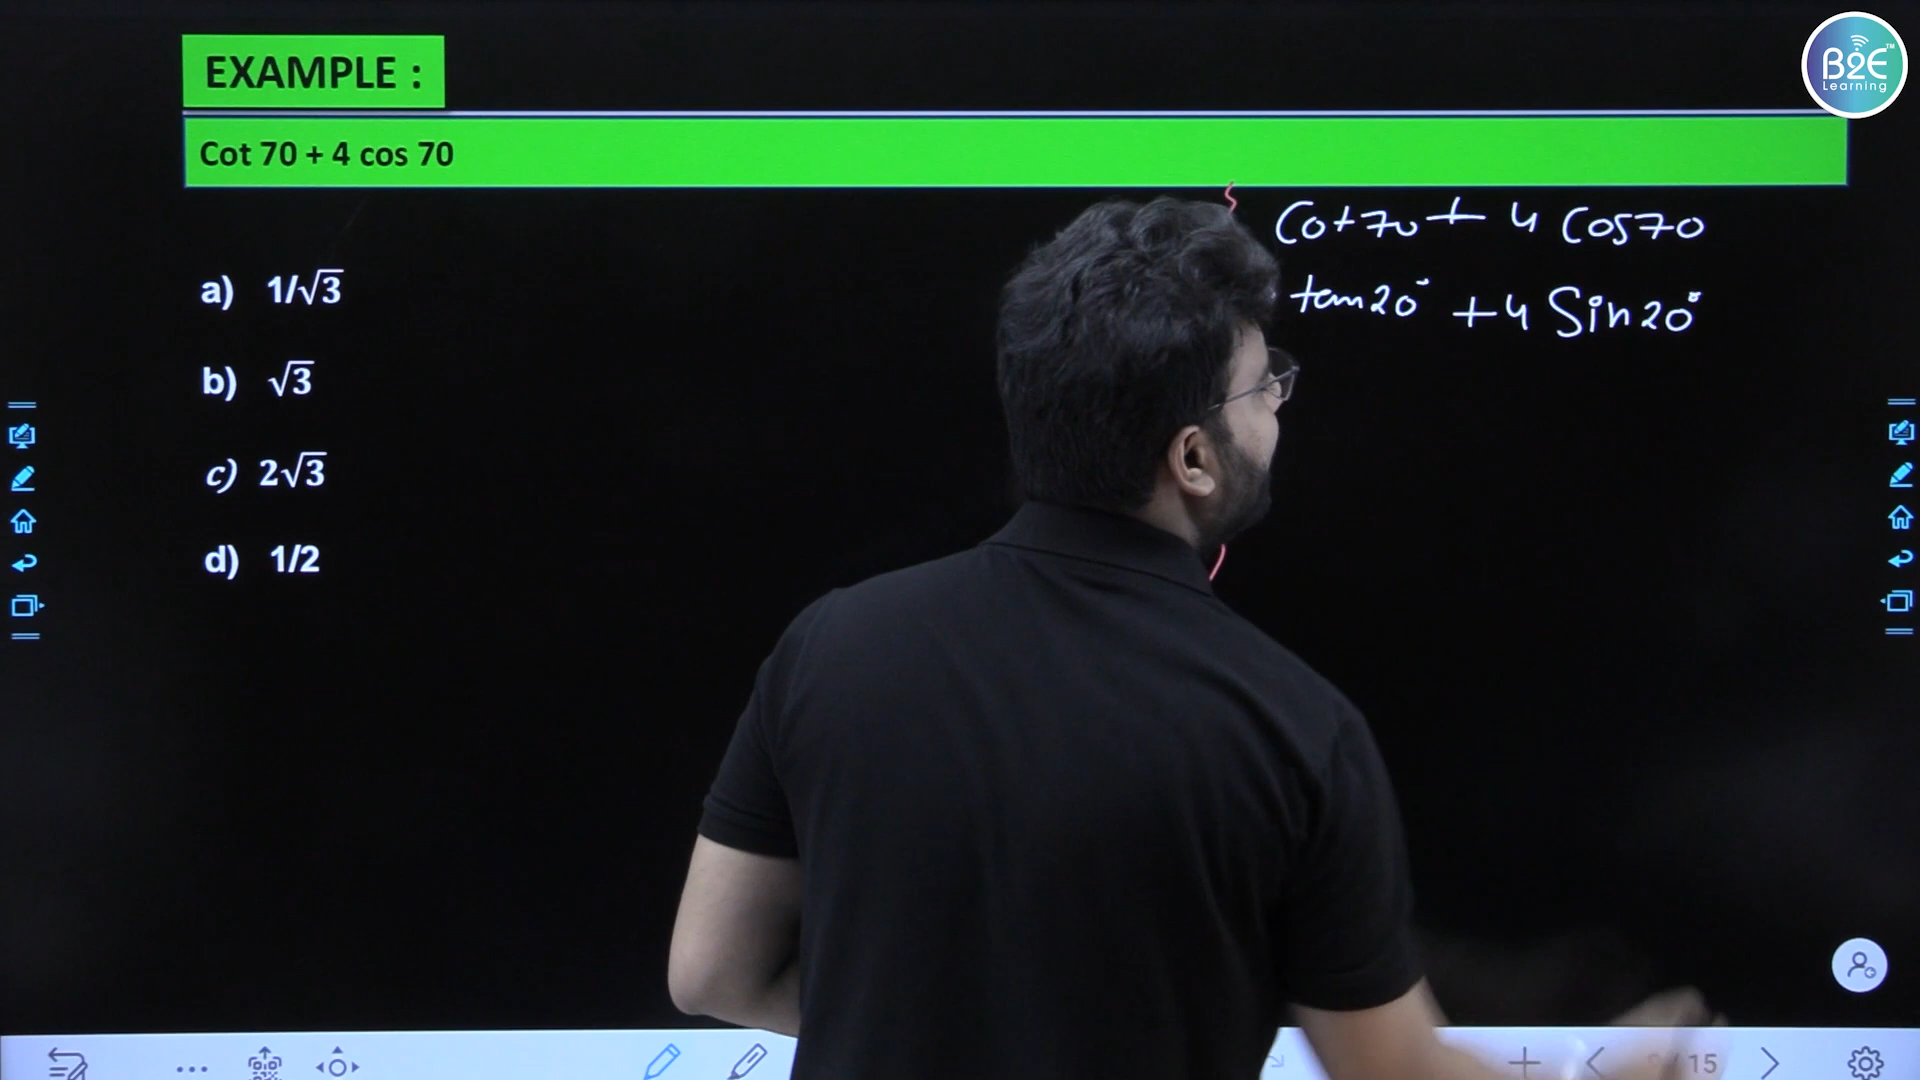 B2E
TM
Learning
EXAMPLE :
Cot 70 + 4 cos 70
Cot70 + 4 Cos70
tan20° + 4 Sin20°
a) 1/√3
b) √3
c) 2√3
d) 1/2
/ 15